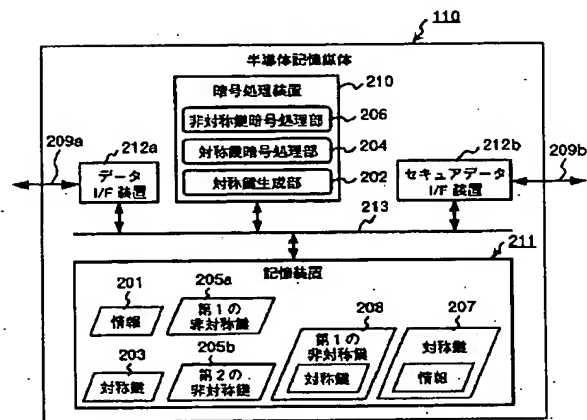 110
半導体記憶媒体
暗号処理装置
210
非対称鍵暗号処理部
206
対称鍵暗号処理部
204
対称鍵生成部
202
209a
212a
データ
I/F 装置
212b
209b
セキュアデータ
I/F 装置
213
211
記憶装置
201
情報
205a
第1の
非対称鍵
203
対称鍵
205b
第2の
非対称鍵
208
第1の
非対称鍵
対称鍵
207
対称鍵
情報